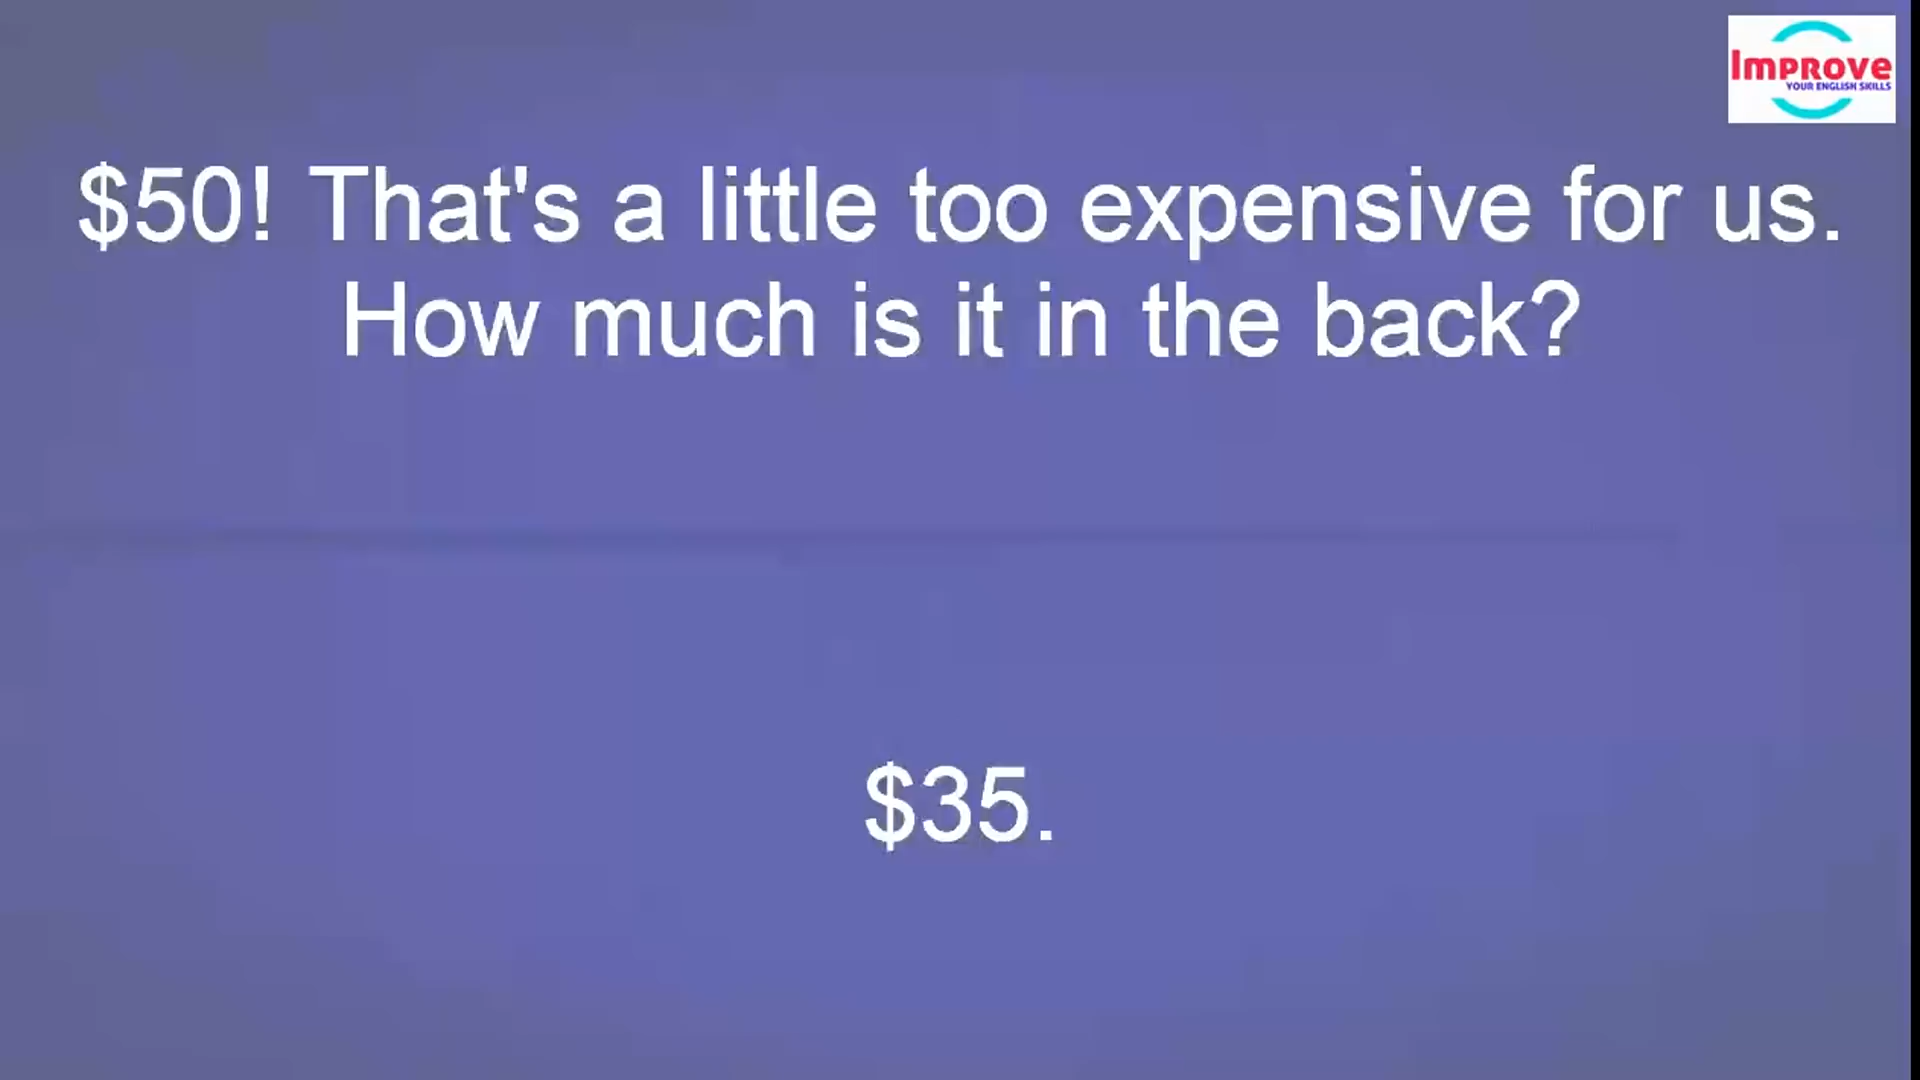 Improve
YOUR ENGLISH SKILLS
$50! That's a little too expensive for us.
How much is it in the back?
$35.